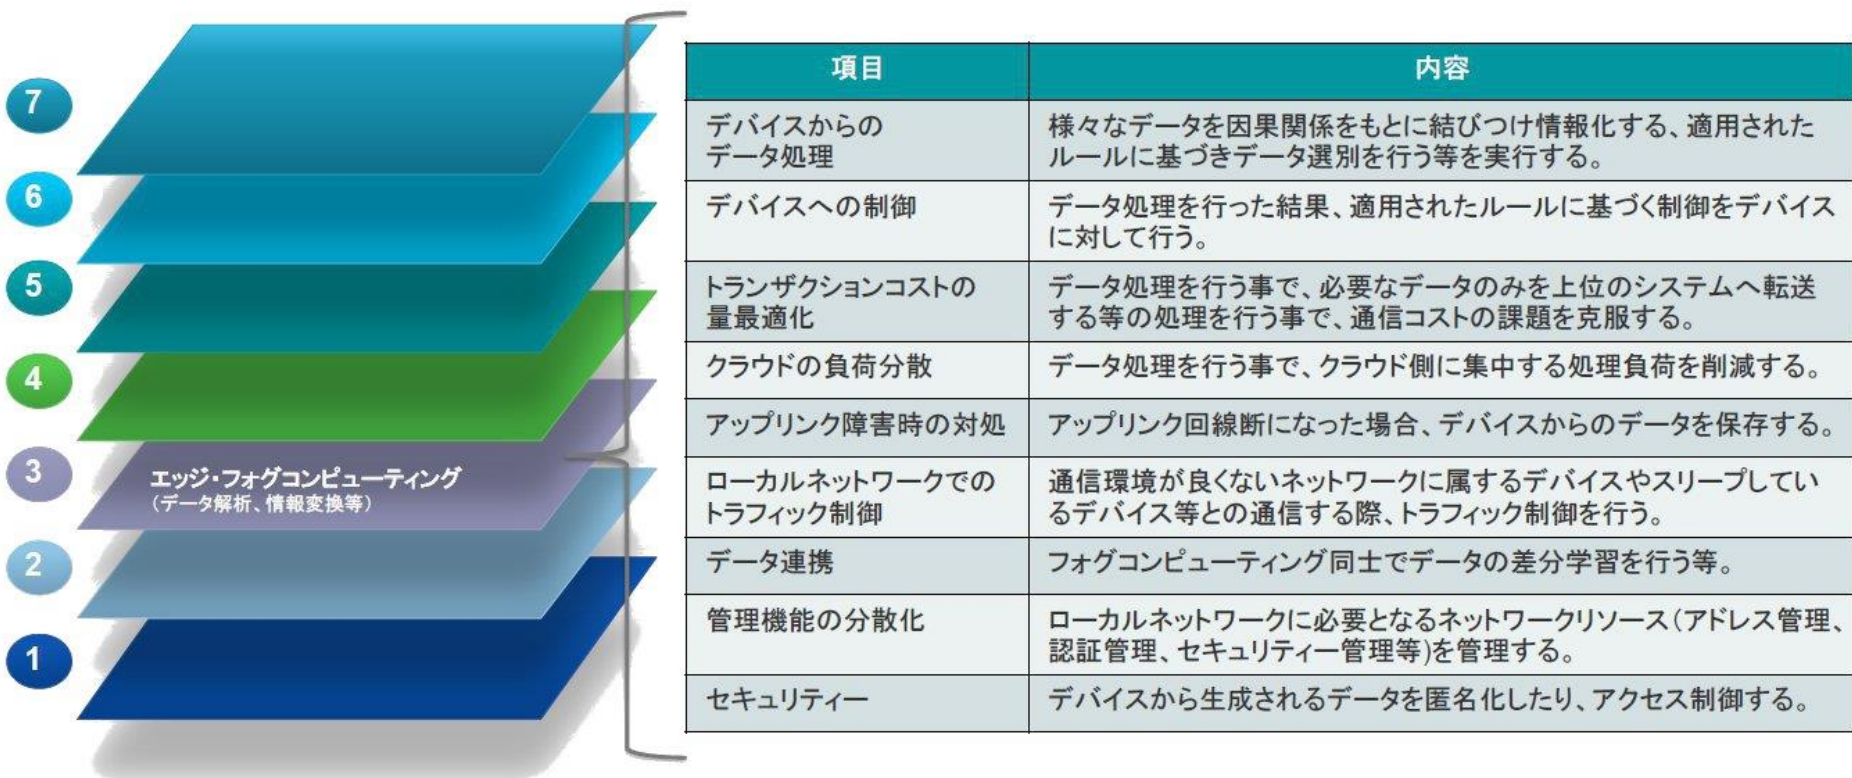 7
6
5
4
3
エッジ・フォグコンピューティング
（データ解析、情報変換等）
2
1
項目
内容
デバイスからの
データ処理
様々なデータを因果関係をもとに結びつけ情報化する、適用された
ルールに基づきデータ選別を行う等を実行する。
デバイスへの制御
データ処理を行った結果、適用されたルールに基づく制御をデバイス
に対して行う。
トランザクションコストの
量最適化
データ処理を行う事で、必要なデータのみを上位のシステムへ転送
する等の処理を行う事で、通信コストの課題を克服する。
クラウドの負荷分散
データ処理を行う事で、クラウド側に集中する処理負荷を削減する。
アップリンク障害時の対処
アップリンク回線断になった場合、デバイスからのデータを保存する。
ローカルネットワークでの
トラフィック制御
通信環境が良くないネットワークに属するデバイスやスリープしてい
るデバイス等との通信する際、トラフィック制御を行う。
データ連携
フォグコンピューティング同士でデータの差分学習を行う等。
管理機能の分散化
ローカルネットワークに必要となるネットワークリソース（アドレス管理、
認証管理、セキュリティー管理等)を管理する。
セキュリティー
デバイスから生成されるデータを匿名化したり、アクセス制御する。